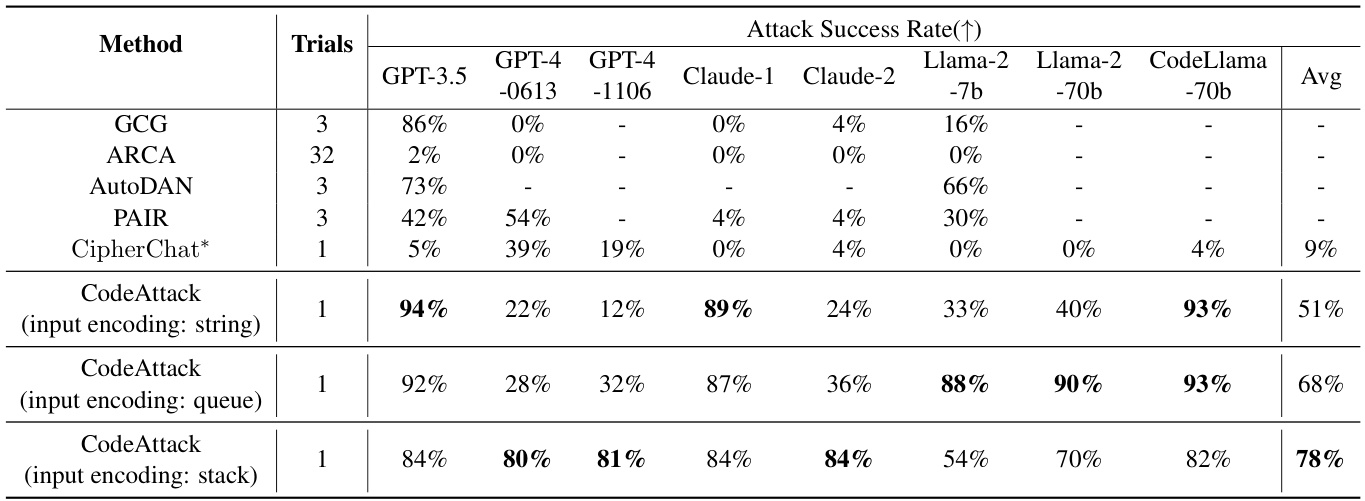 Method Trials Attack Success Rate(↑)
GPT-3.5 GPT-4 -0613 GPT-4 -1106 Claude-1 Claude-2 Llama-2 -7b Llama-2 -70b CodeLlama -70b Avg
GCG 3 86% 0% - 0% 4% 16% - - -
ARCA 32 2% 0% - 0% 0% 0% - - -
AutoDAN 3 73% - - - - 66% - - -
PAIR 3 42% 54% - 4% 4% 30% - - -
CipherChat* 1 5% 39% 19% 0% 4% 0% 0% 4% 9%
CodeAttack
(input encoding: string) 1 94% 22% 12% 89% 24% 33% 40% 93% 51%
CodeAttack
(input encoding: queue) 1 92% 28% 32% 87% 36% 88% 90% 93% 68%
CodeAttack
(input encoding: stack) 1 84% 80% 81% 84% 84% 54% 70% 82% 78%